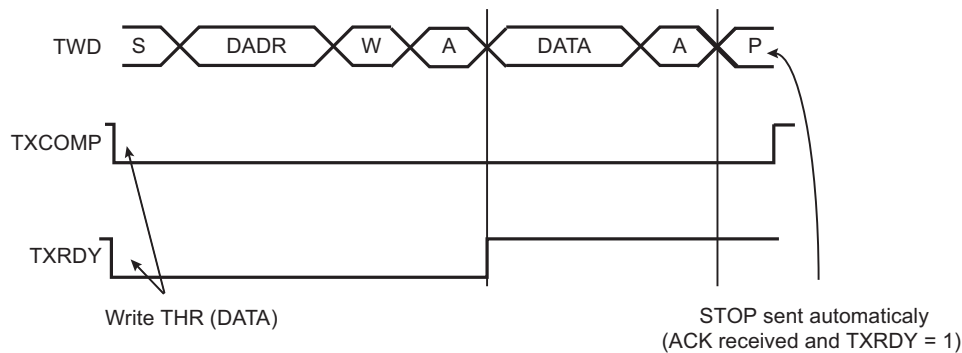 TWD S DADR W A DATA A P
TXCOMP
TXRDY
Write THR (DATA)
STOP sent automaticaly
(ACK received and TXRDY = 1)